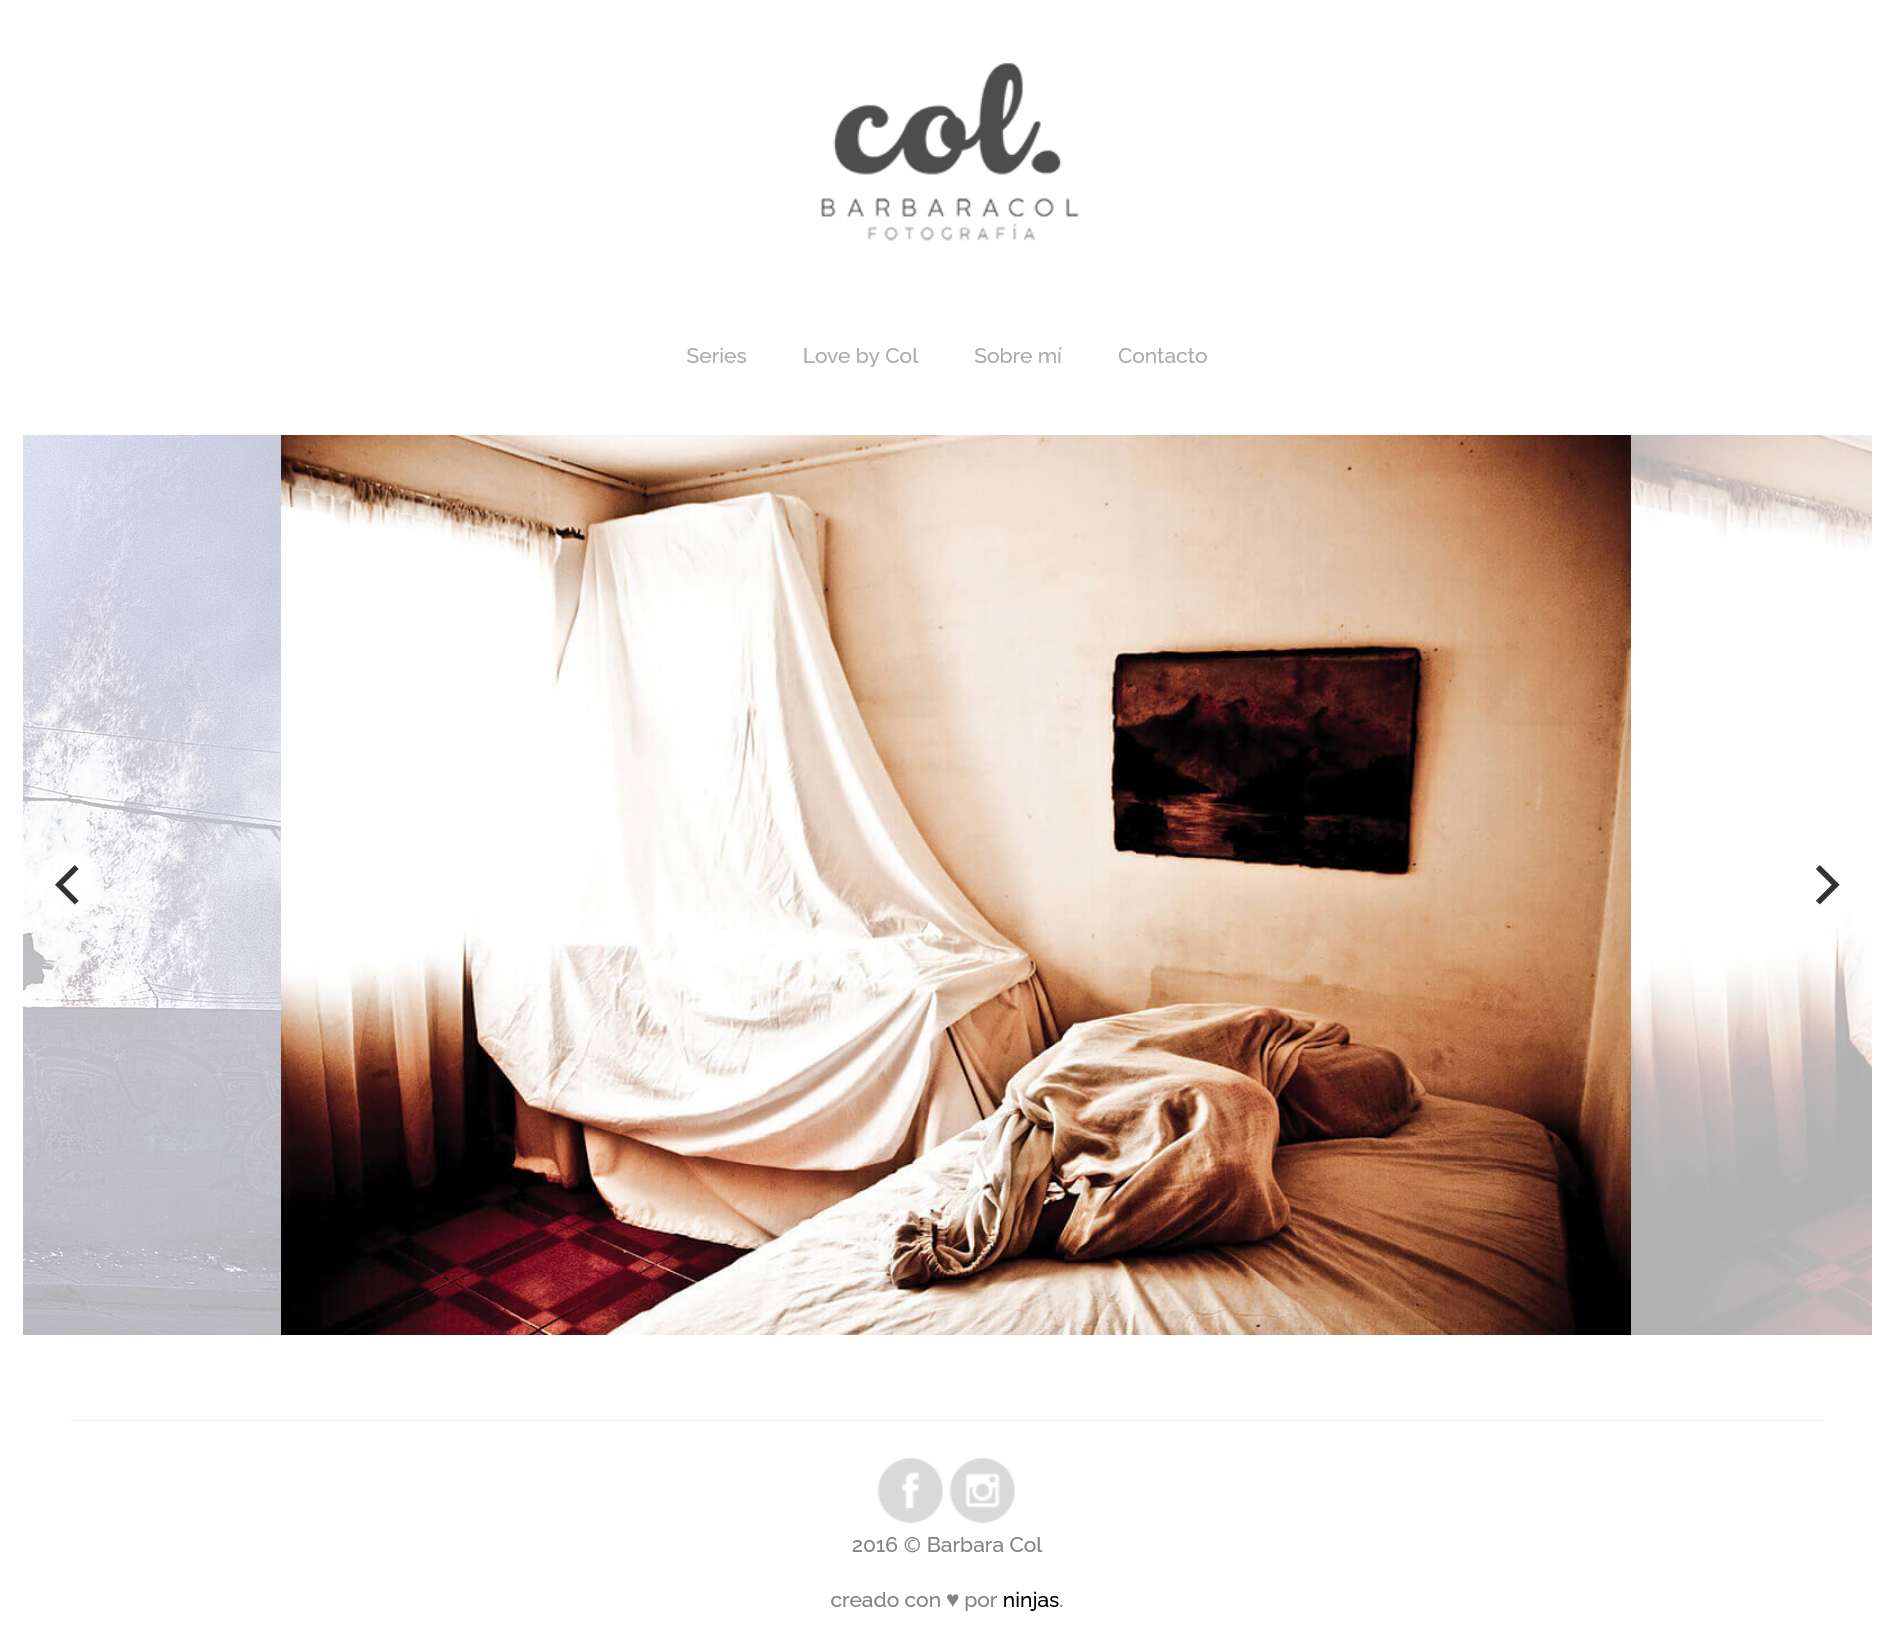 col.
BARBARACOL
FOTOGRAFÍA
Series Love by Col Sobre mí Contacto
2016 © Barbara Col
creado con ♥ por ninjas.